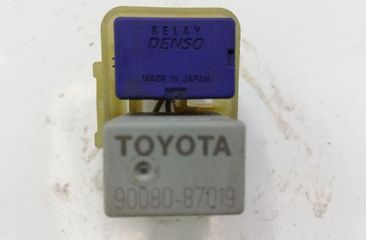 RELAY
DENSO
MADE IN JAPAN
TOYOTA
90080-87019